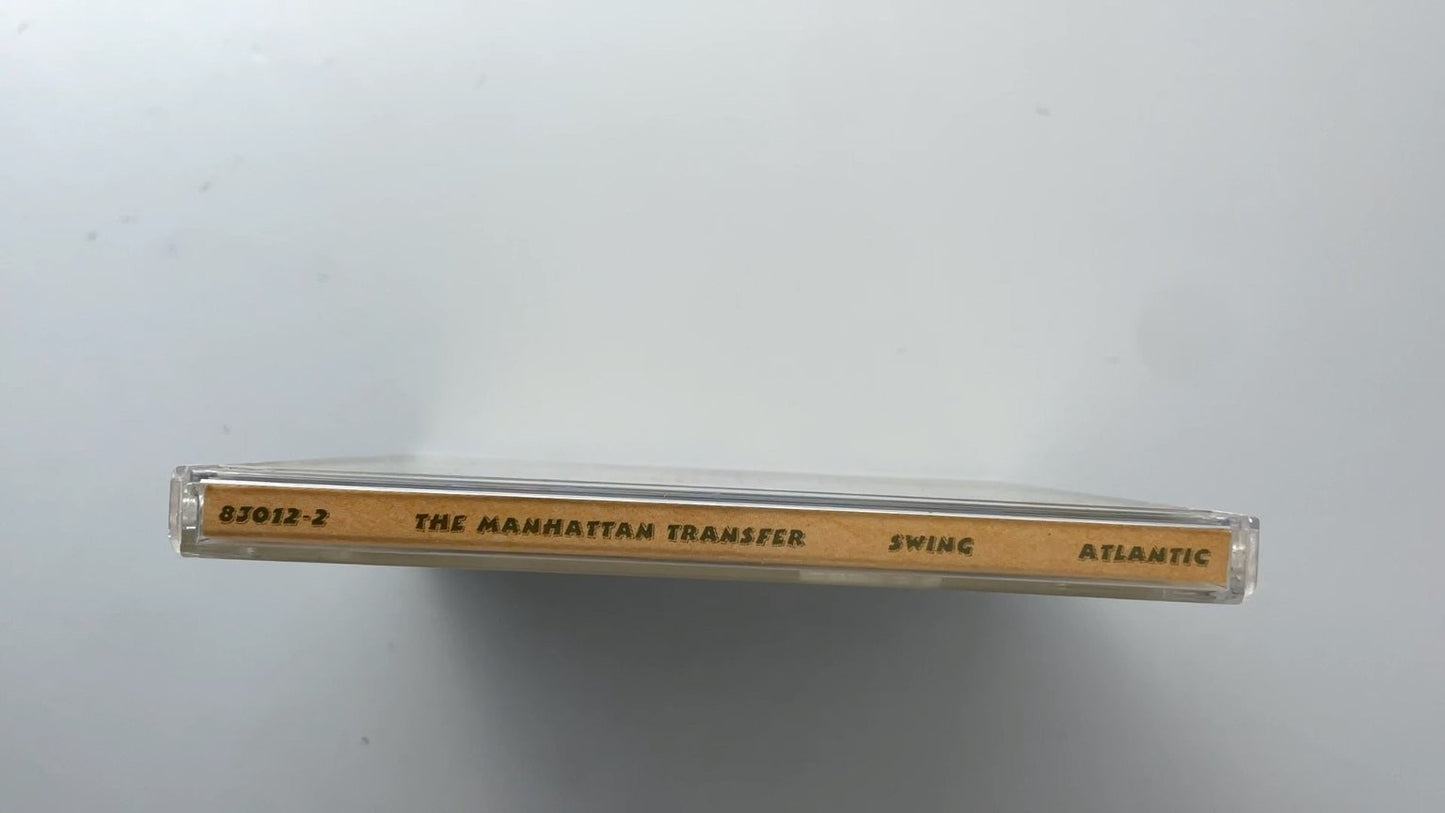 83012-2 THE MANHATTAN TRANSFER SWING ATLANTIC